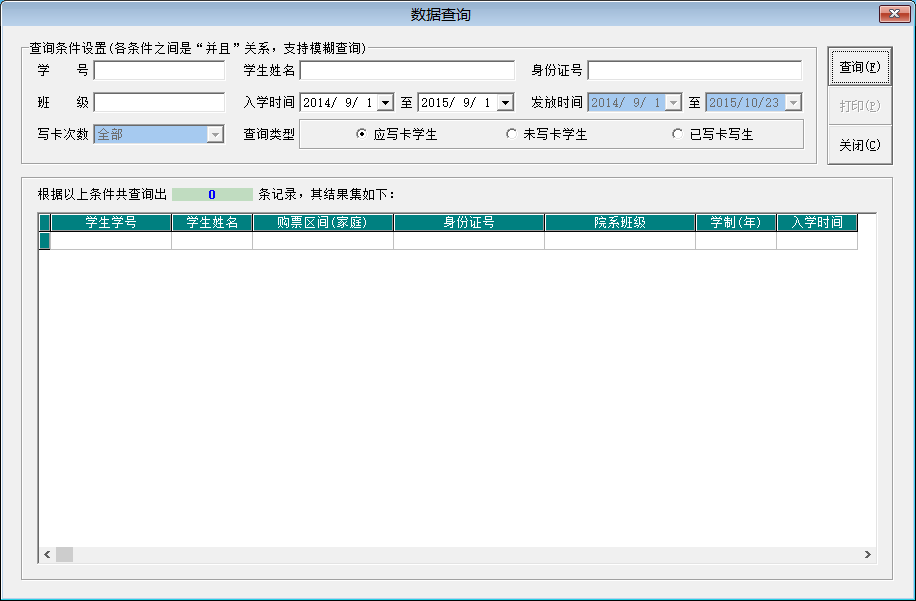 数据查询
查询条件设置(各条件之间是“并且”关系，支持模糊查询)
学 号 学生姓名 身份证号 查询(F)
班 级 入学时间 2014/ 9/ 1 至 2015/ 9/ 1 发放时间 2014/ 9/ 1 至 2015/10/23 打印(P)
写卡次数 全部 查询类型 应写卡学生 未写卡学生 已写卡写生 关闭(C)
根据以上条件共查询出 0 条记录，其结果集如下：
学生学号 学生姓名 购票区间(家庭) 身份证号 院系班级 学制(年) 入学时间